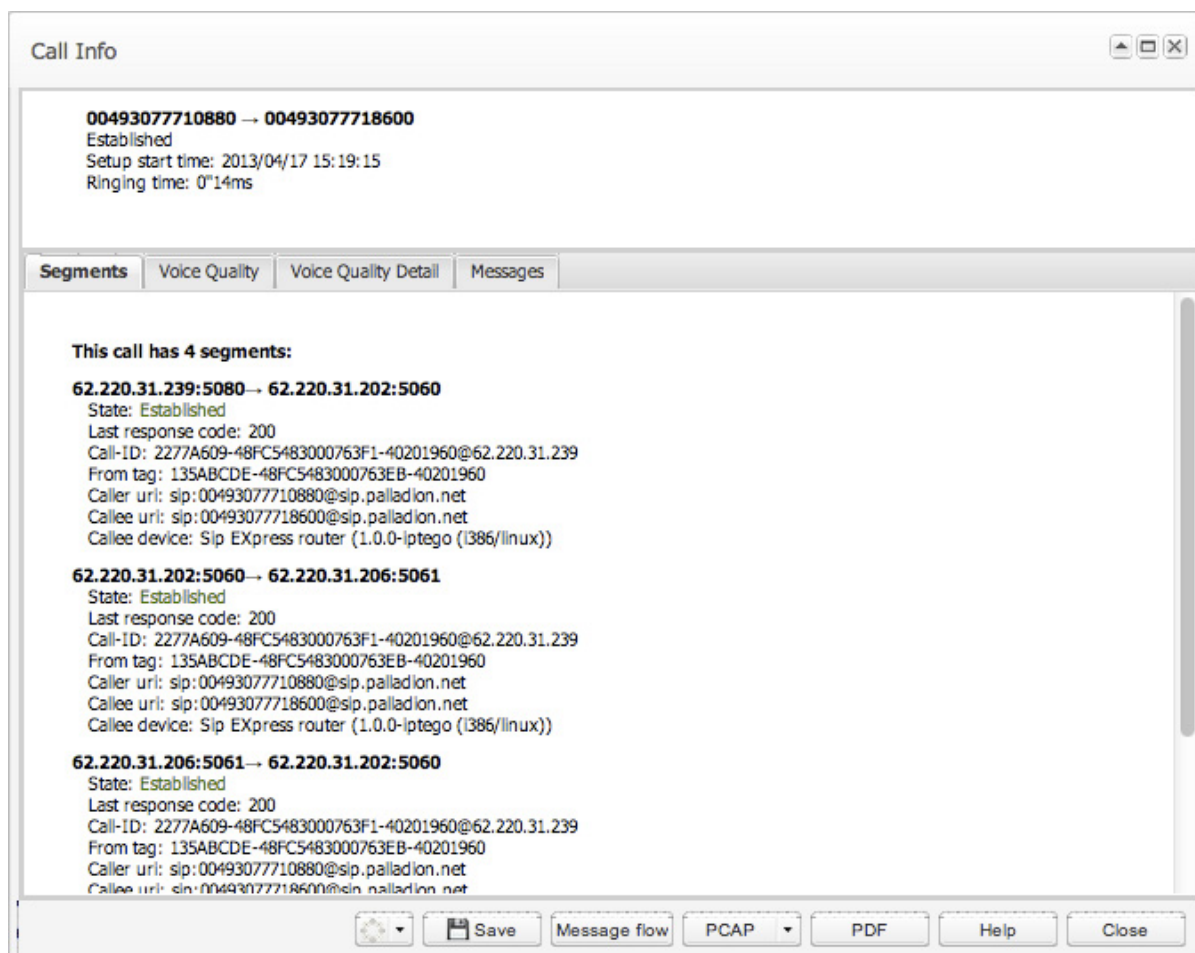 Call Info
00493077710880 → 00493077718600
Established
Setup start time: 2013/04/17 15:19:15
Ringing time: 0"14ms
Segments
Voice Quality
Voice Quality Detail
Messages
This call has 4 segments:
62.220.31.239:5080→ 62.220.31.202:5060
State: Established
Last response code: 200
Call-ID: 2277A609-48FC5483000763F1-40201960@62.220.31.239
From tag: 135ABCDE-48FC5483000763EB-40201960
Caller uri: sip:00493077710880@sip.palladion.net
Callee uri: sip:00493077718600@sip.palladion.net
Callee device: Sip EXpress router (1.0.0-iptego (i386/linux))
62.220.31.202:5060→ 62.220.31.206:5061
State: Established
Last response code: 200
Call-ID: 2277A609-48FC5483000763F1-40201960@62.220.31.239
From tag: 135ABCDE-48FC5483000763EB-40201960
Caller uri: sip:00493077710880@sip.palladion.net
Callee uri: sip:00493077718600@sip.palladion.net
Callee device: Sip EXpress router (1.0.0-iptego (i386/linux))
62.220.31.206:5061→ 62.220.31.202:5060
State: Established
Last response code: 200
Call-ID: 2277A609-48FC5483000763F1-40201960@62.220.31.239
From tag: 135ABCDE-48FC5483000763EB-40201960
Caller uri: sip:00493077710880@sip.palladion.net
Callee uri: sip:00493077718600@sip.palladion.net
Save
Message flow
PCAP
PDF
Help
Close